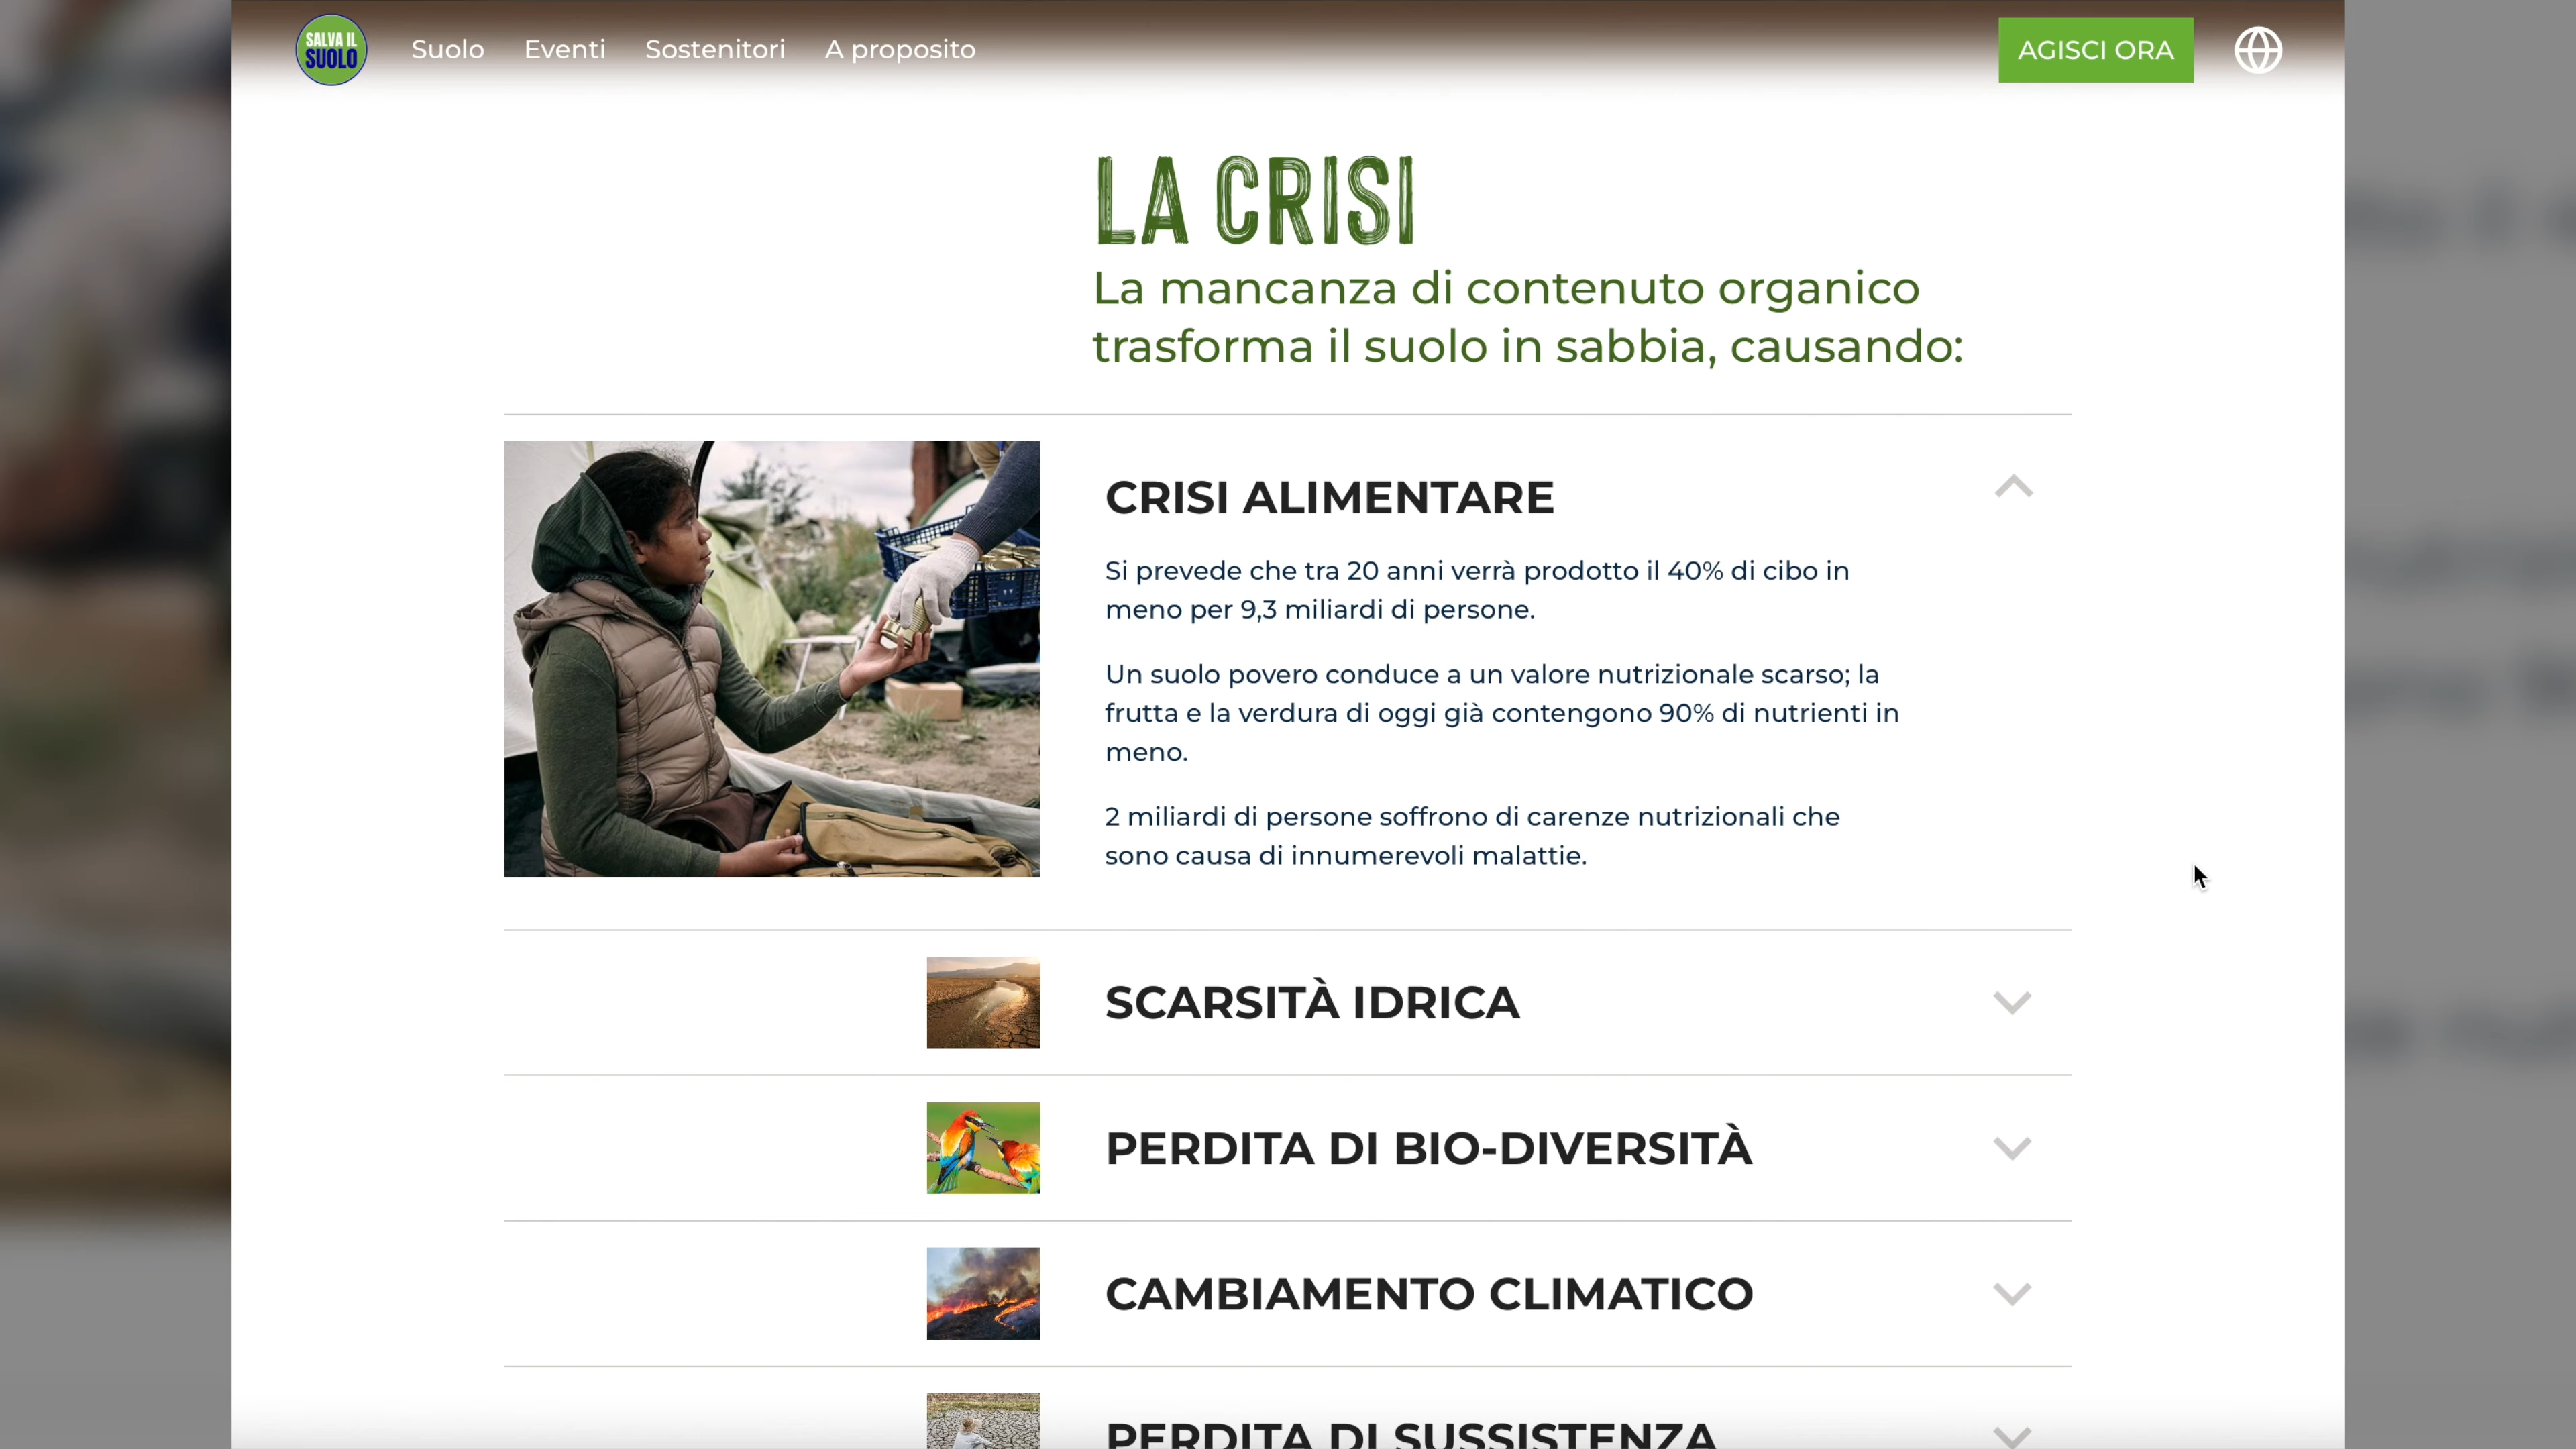 SALVA IL
SUOLO
Suolo
Eventi
Sostenitori
A proposito
AGISCI ORA
LA CRISI
La mancanza di contenuto organico
trasforma il suolo in sabbia, causando:
CRISI ALIMENTARE
Si prevede che tra 20 anni verrà prodotto il 40% di cibo in
meno per 9,3 miliardi di persone.
Un suolo povero conduce a un valore nutrizionale scarso; la
frutta e la verdura di oggi già contengono 90% di nutrienti in
meno.
2 miliardi di persone soffrono di carenze nutrizionali che
sono causa di innumerevoli malattie.
SCARSITÀ IDRICA
PERDITA DI BIO-DIVERSITÀ
CAMBIAMENTO CLIMATICO
PERDITA DI SUSSISTENZA